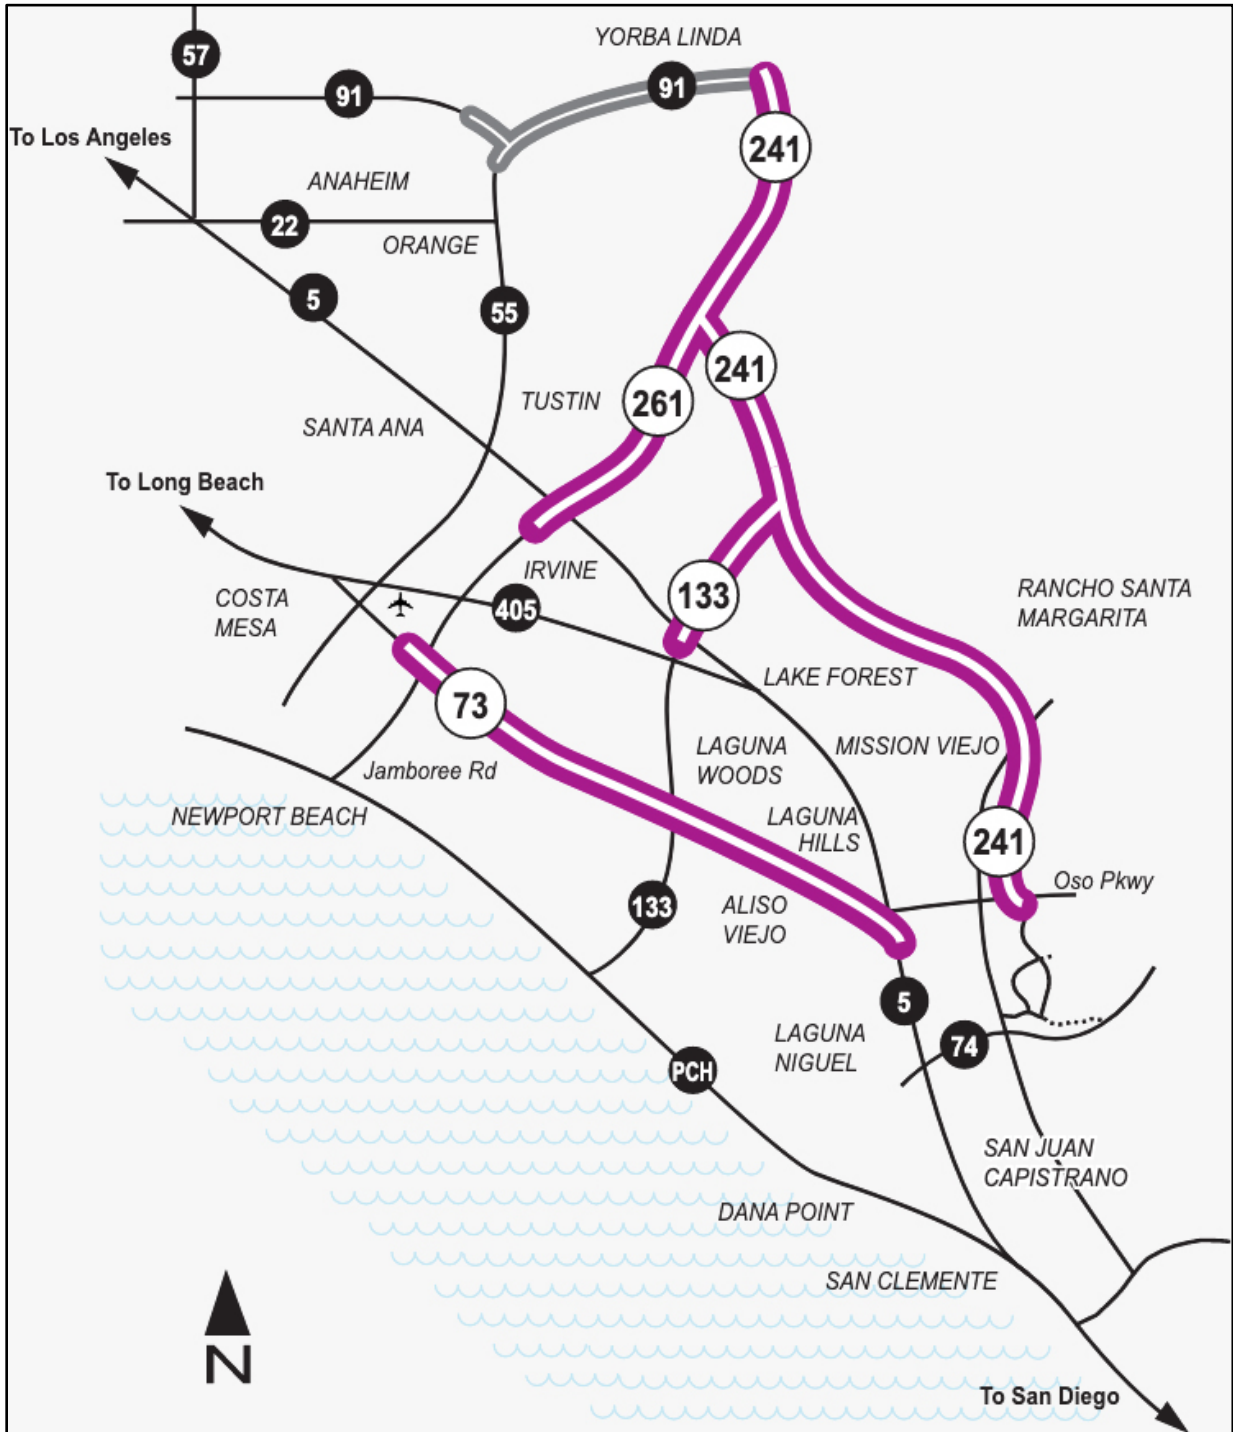 YORBA LINDA
57
91
91
To Los Angeles
241
ANAHEIM
22
ORANGE
5
55
241
TUSTIN
261
SANTA ANA
To Long Beach
IRVINE
133
405
COSTA
MESA
RANCHO SANTA
MARGARITA
LAKE FOREST
73
LAGUNA
WOODS
MISSION VIEJO
Jamboree Rd
NEWPORT BEACH
LAGUNA
HILLS
241
Oso Pkwy
133
ALISO
VIEJO
5
LAGUNA
NIGUEL
74
PCH
SAN JUAN
CAPISTRANO
DANA POINT
SAN CLEMENTE
N
To San Diego